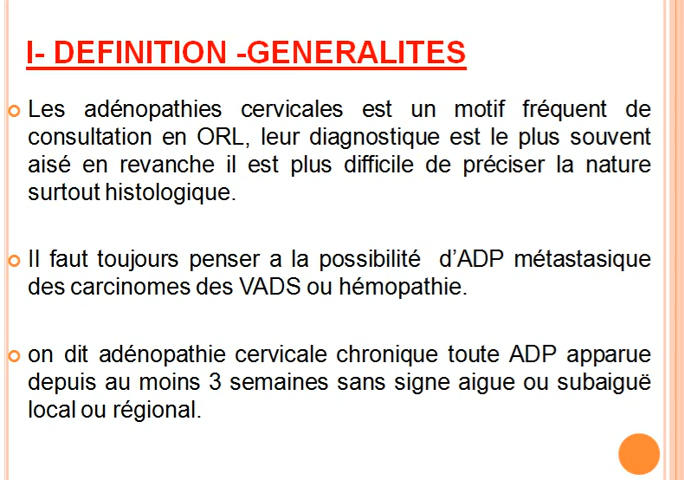 I- DEFINITION -GENERALITES
Les adénopathies cervicales est un motif fréquent de
consultation en ORL, leur diagnostique est le plus souvent
aisé en revanche il est plus difficile de préciser la nature
surtout histologique.
Il faut toujours penser a la possibilité d’ADP métastasique
des carcinomes des VADS ou hémopathie.
on dit adénopathie cervicale chronique toute ADP apparue
depuis au moins 3 semaines sans signe aigue ou subaiguë
local ou régional.